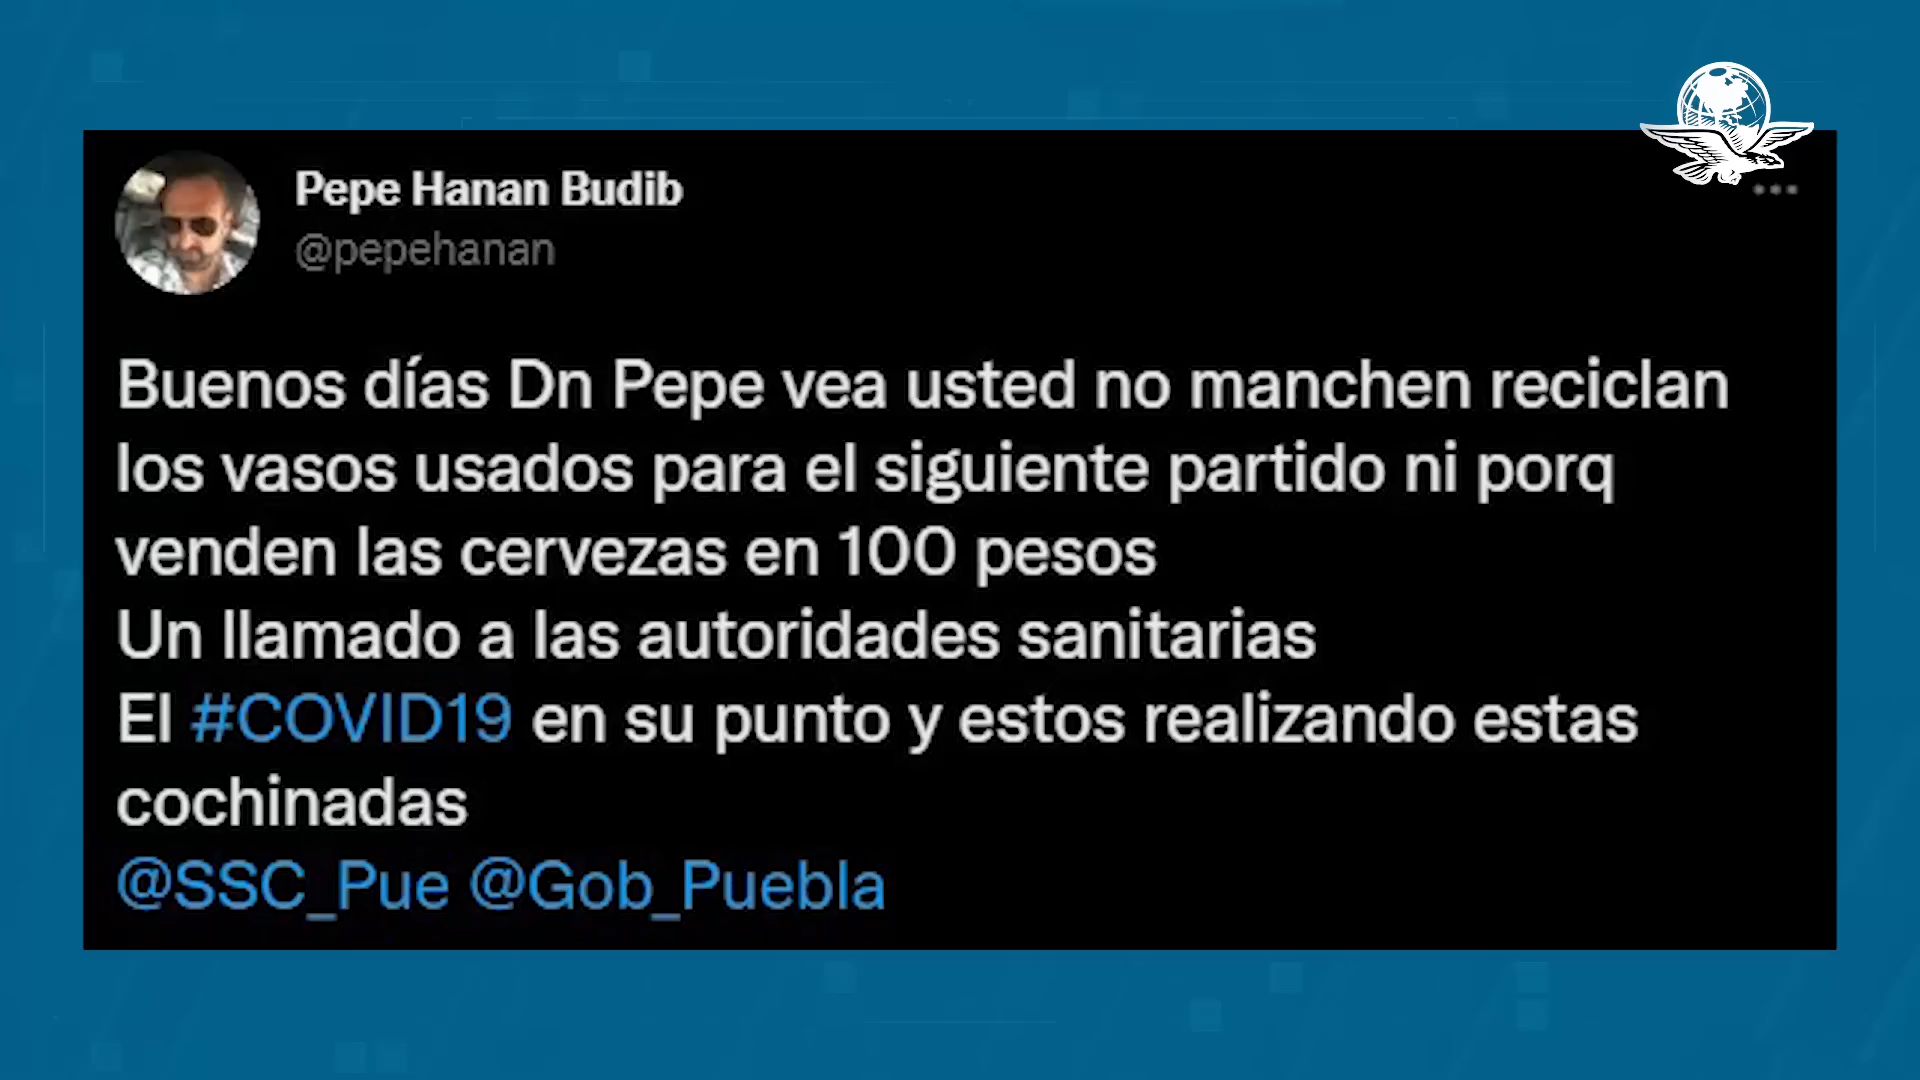 Pepe Hanan Budib
@pepehanan
Buenos días Dn Pepe vea usted no manchen reciclan
los vasos usados para el siguiente partido ni porq
venden las cervezas en 100 pesos
Un llamado a las autoridades sanitarias
El #COVID19 en su punto y estos realizando estas
cochinadas
@SSC_Pue @Gob_Puebla